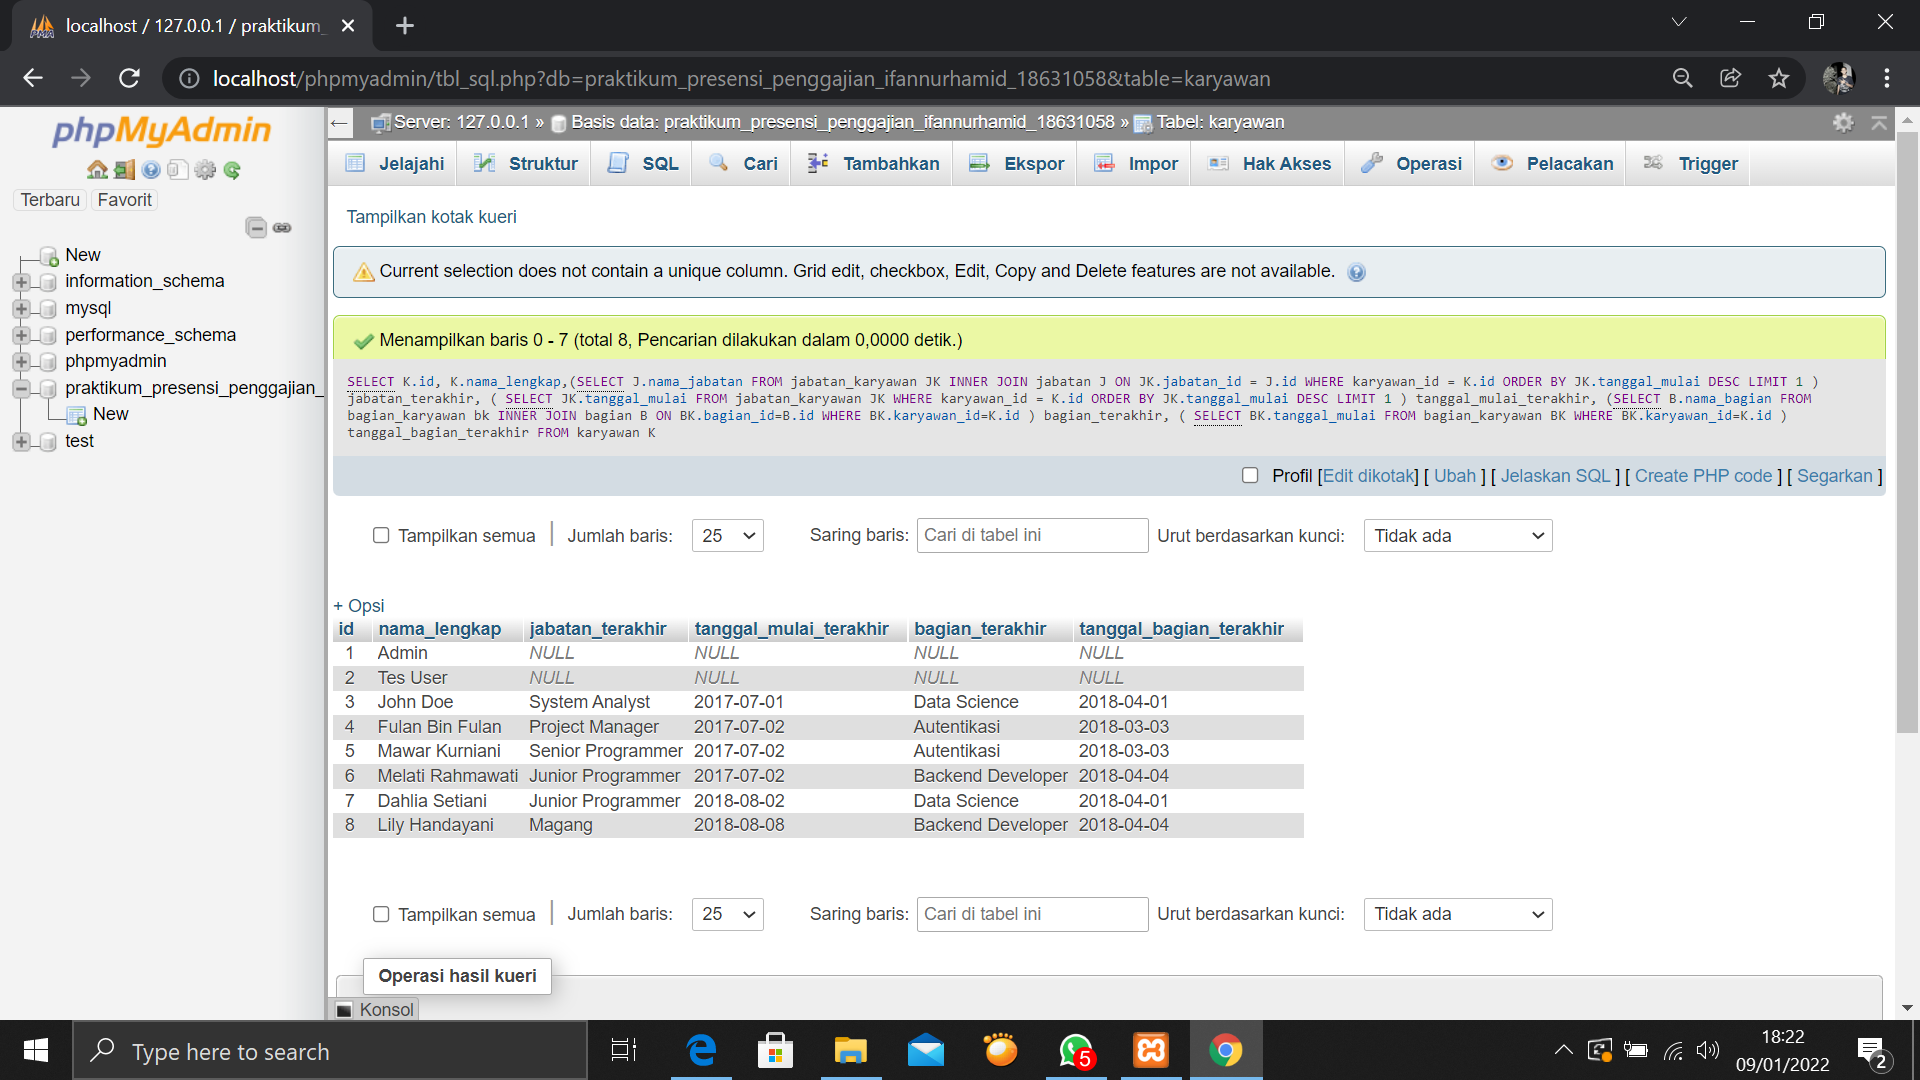 localhost / 127.0.0.1 / praktikum_
localhost/phpmyadmin/tbl_sql.php?db=praktikum_presensi_penggajian_ifannurhamid_18631058&table=karyawan
phpMyAdmin
Terbaru Favorit
New
information_schema
mysql
performance_schema
phpmyadmin
praktikum_presensi_penggajian_
New
test
Server: 127.0.0.1 » Basis data: praktikum_presensi_penggajian_ifannurhamid_18631058 » Tabel: karyawan
Jelajahi Struktur SQL Cari Tambahkan Ekspor Impor Hak Akses Operasi Pelacakan Trigger
Tampilkan kotak kueri
Current selection does not contain a unique column. Grid edit, checkbox, Edit, Copy and Delete features are not available.
Menampilkan baris 0 - 7 (total 8, Pencarian dilakukan dalam 0,0000 detik.)
SELECT K.id, K.nama_lengkap,(SELECT J.nama_jabatan FROM jabatan_karyawan JK INNER JOIN jabatan J ON JK.jabatan_id = J.id WHERE karyawan_id = K.id ORDER BY JK.tanggal_mulai DESC LIMIT 1 )
jabatan_terakhir, ( SELECT JK.tanggal_mulai FROM jabatan_karyawan JK WHERE karyawan_id = K.id ORDER BY JK.tanggal_mulai DESC LIMIT 1 ) tanggal_mulai_terakhir, (SELECT B.nama_bagian FROM
bagian_karyawan bk INNER JOIN bagian B ON BK.bagian_id=B.id WHERE BK.karyawan_id=K.id ) bagian_terakhir, ( SELECT BK.tanggal_mulai FROM bagian_karyawan BK WHERE BK.karyawan_id=K.id )
tanggal_bagian_terakhir FROM karyawan K
Profil [Edit dikotak] [ Ubah ] [ Jelaskan SQL ] [ Create PHP code ] [ Segarkan ]
Tampilkan semua | Jumlah baris: 25 Saring baris: Cari di tabel ini Urut berdasarkan kunci: Tidak ada
+ Opsi
id nama_lengkap jabatan_terakhir tanggal_mulai_terakhir bagian_terakhir tanggal_bagian_terakhir
1 Admin NULL NULL NULL NULL
2 Tes User NULL NULL NULL NULL
3 John Doe System Analyst 2017-07-01 Data Science 2018-04-01
4 Fulan Bin Fulan Project Manager 2017-07-02 Autentikasi 2018-03-03
5 Mawar Kurniani Senior Programmer 2017-07-02 Autentikasi 2018-03-03
6 Melati Rahmawati Junior Programmer 2017-07-02 Backend Developer 2018-04-04
7 Dahlia Setiani Junior Programmer 2018-08-02 Data Science 2018-04-01
8 Lily Handayani Magang 2018-08-08 Backend Developer 2018-04-04
Tampilkan semua | Jumlah baris: 25 Saring baris: Cari di tabel ini Urut berdasarkan kunci: Tidak ada
Operasi hasil kueri
Konsol
Type here to search
5
18:22
09/01/2022
2